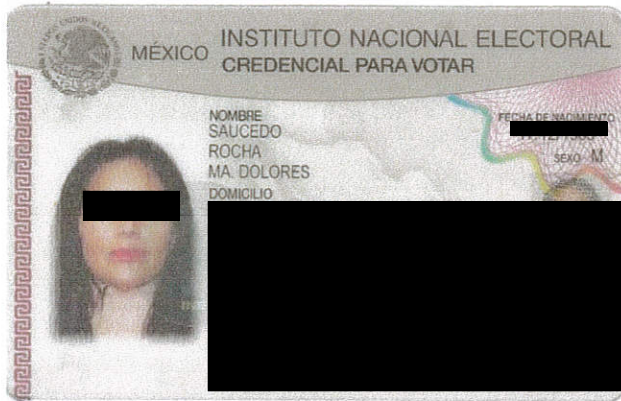 MÉXICO
INSTITUTO NACIONAL ELECTORAL
CREDENCIAL PARA VOTAR
NOMBRE
SAUCEDO
ROCHA
MA. DOLORES
DOMICILIO
FECHA DE NACIMIENTO
SEXO M